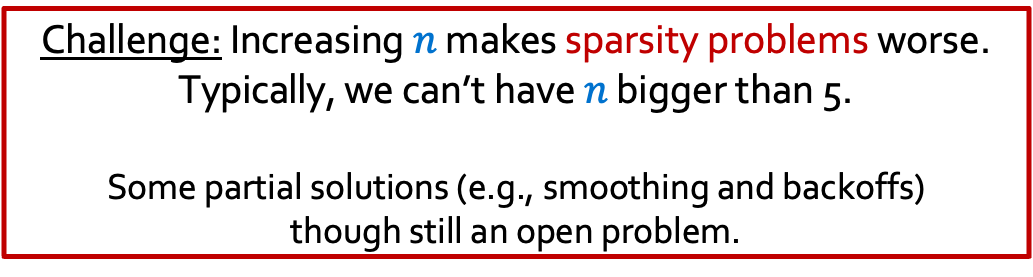 Challenge: Increasing n makes sparsity problems worse.
Typically, we can't have n bigger than 5.
Some partial solutions (e.g., smoothing and backoffs)
though still an open problem.